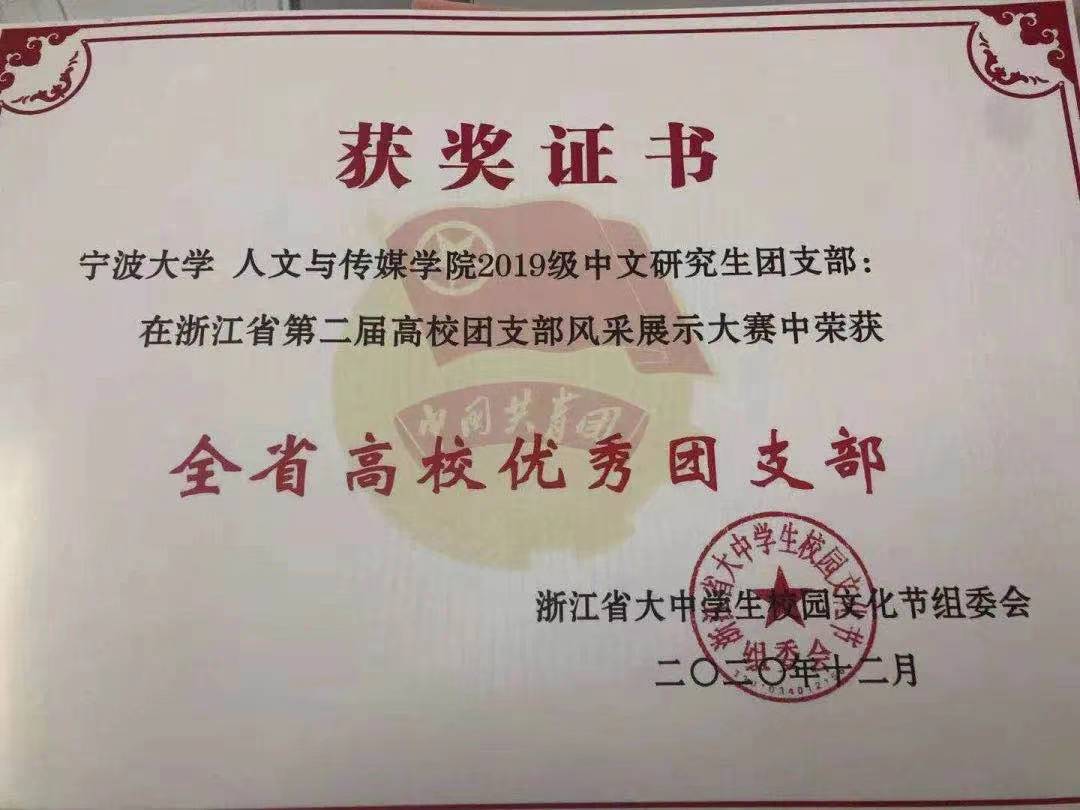 获奖证书
宁波大学 人文与传媒学院2019级中文研究生团支部：
在浙江省第二届高校团支部风采展示大赛中荣获
中国共青团
全省高校优秀团支部
浙江省大中学生校园文化节
组委会
浙江省大中学生校园文化节组委会
二〇二〇年十二月